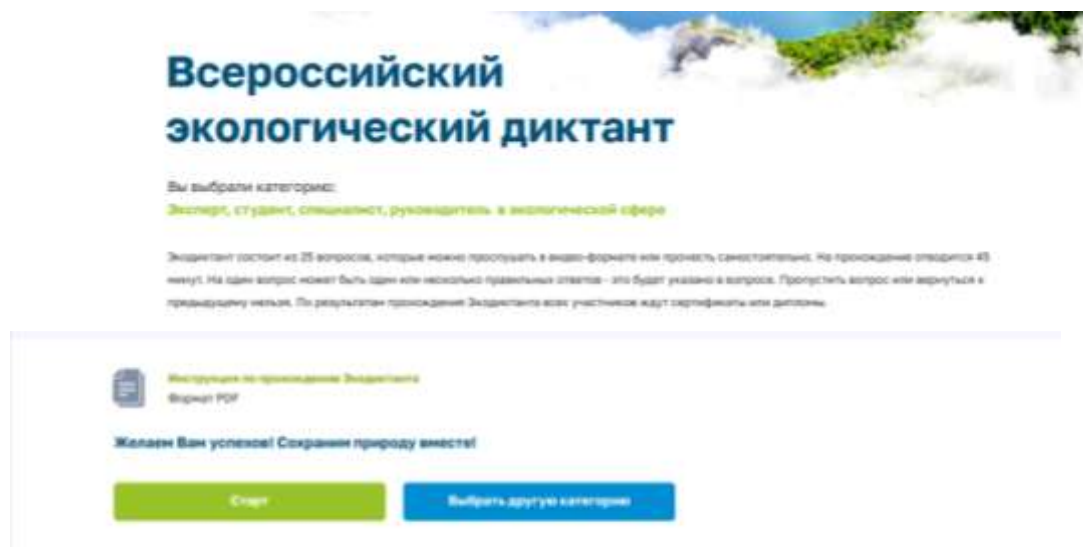 Всероссийский
экологический диктант
Вы выбрали категорию:
Эксперт, студент, специалист, руководитель в экологической сфере
Экодиктант состоит из 25 вопросов, которые можно прослушать в видео-формате или прочесть самостоятельно. На прохождение отводится 45
минут. На один вопрос может быть один или несколько правильных ответов - это будет указано в вопросе. Пропустить вопрос или вернуться к
предыдущему нельзя. По результатам прохождения Экодиктанта всех участников ждут сертификаты или дипломы.
Инструкция по прохождению Экодиктанта
Формат PDF
Желаем Вам успехов! Сохраним природу вместе!
Старт
Выбрать другую категорию